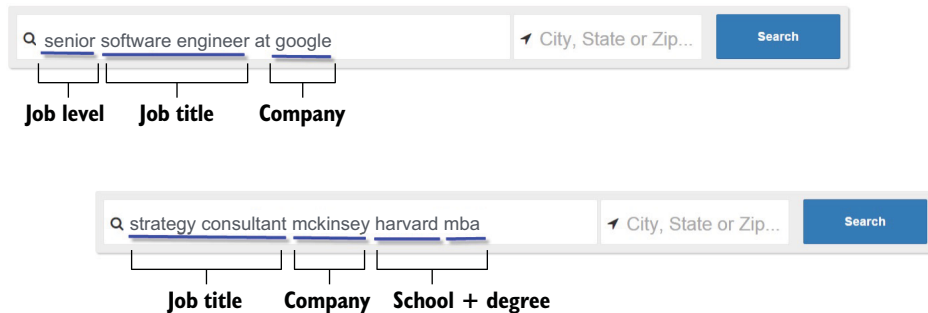 senior software engineer at google City, State or Zip... Search
Job level Job title Company
strategy consultant mckinsey harvard mba City, State or Zip... Search
Job title Company School + degree